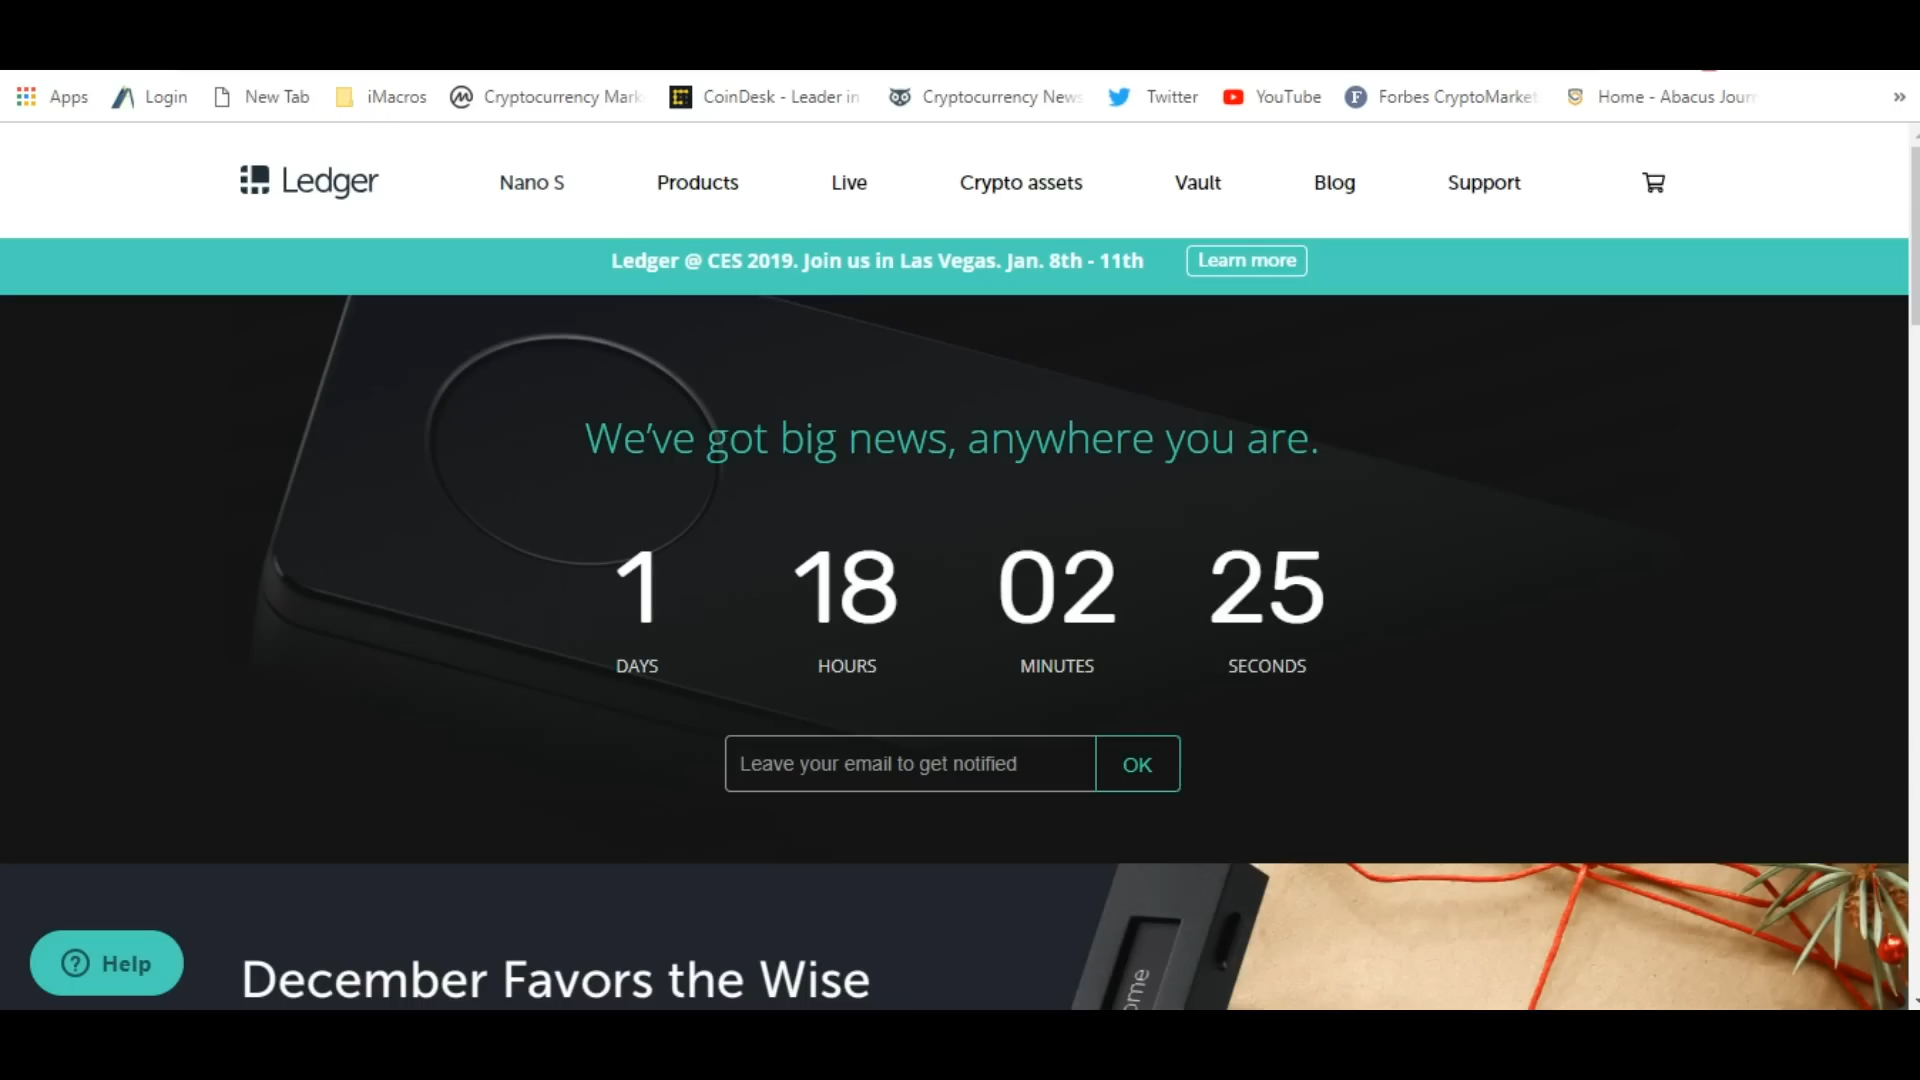 Apps Login New Tab iMacros Cryptocurrency Mark CoinDesk - Leader in Cryptocurrency News Twitter YouTube Forbes CryptoMarket Home - Abacus Journ »
Ledger Nano S Products Live Crypto assets Vault Blog Support
Ledger @ CES 2019. Join us in Las Vegas. Jan. 8th - 11th Learn more
We've got big news, anywhere you are.
1 18 02 25
DAYS HOURS MINUTES SECONDS
Leave your email to get notified OK
Help
December Favors the Wise
ome